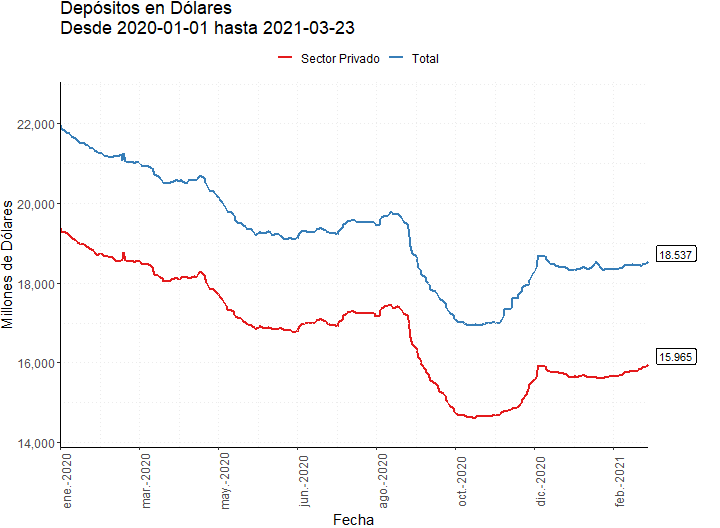 Depósitos en Dólares
Desde 2020-01-01 hasta 2021-03-23
Sector Privado Total
Millones de Dólares
22,000
20,000
18,000
16,000
14,000
18.537
15.965
ene.-2020 mar.-2020 may.-2020 jun.-2020 ago.-2020 oct.-2020 dic.-2020 feb.-2021
Fecha